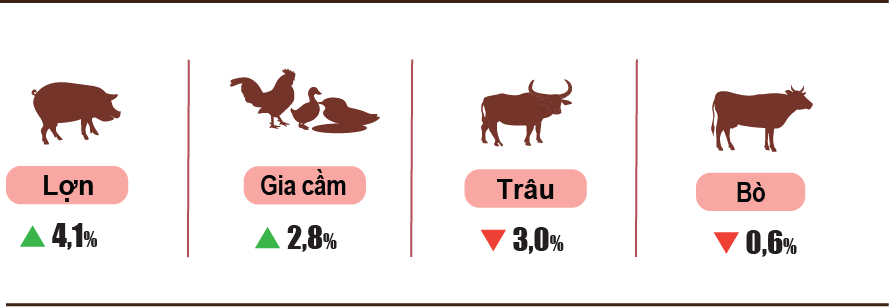 Lợn
4,1%
Gia cầm
2,8%
Trâu
3,0%
Bò
0,6%